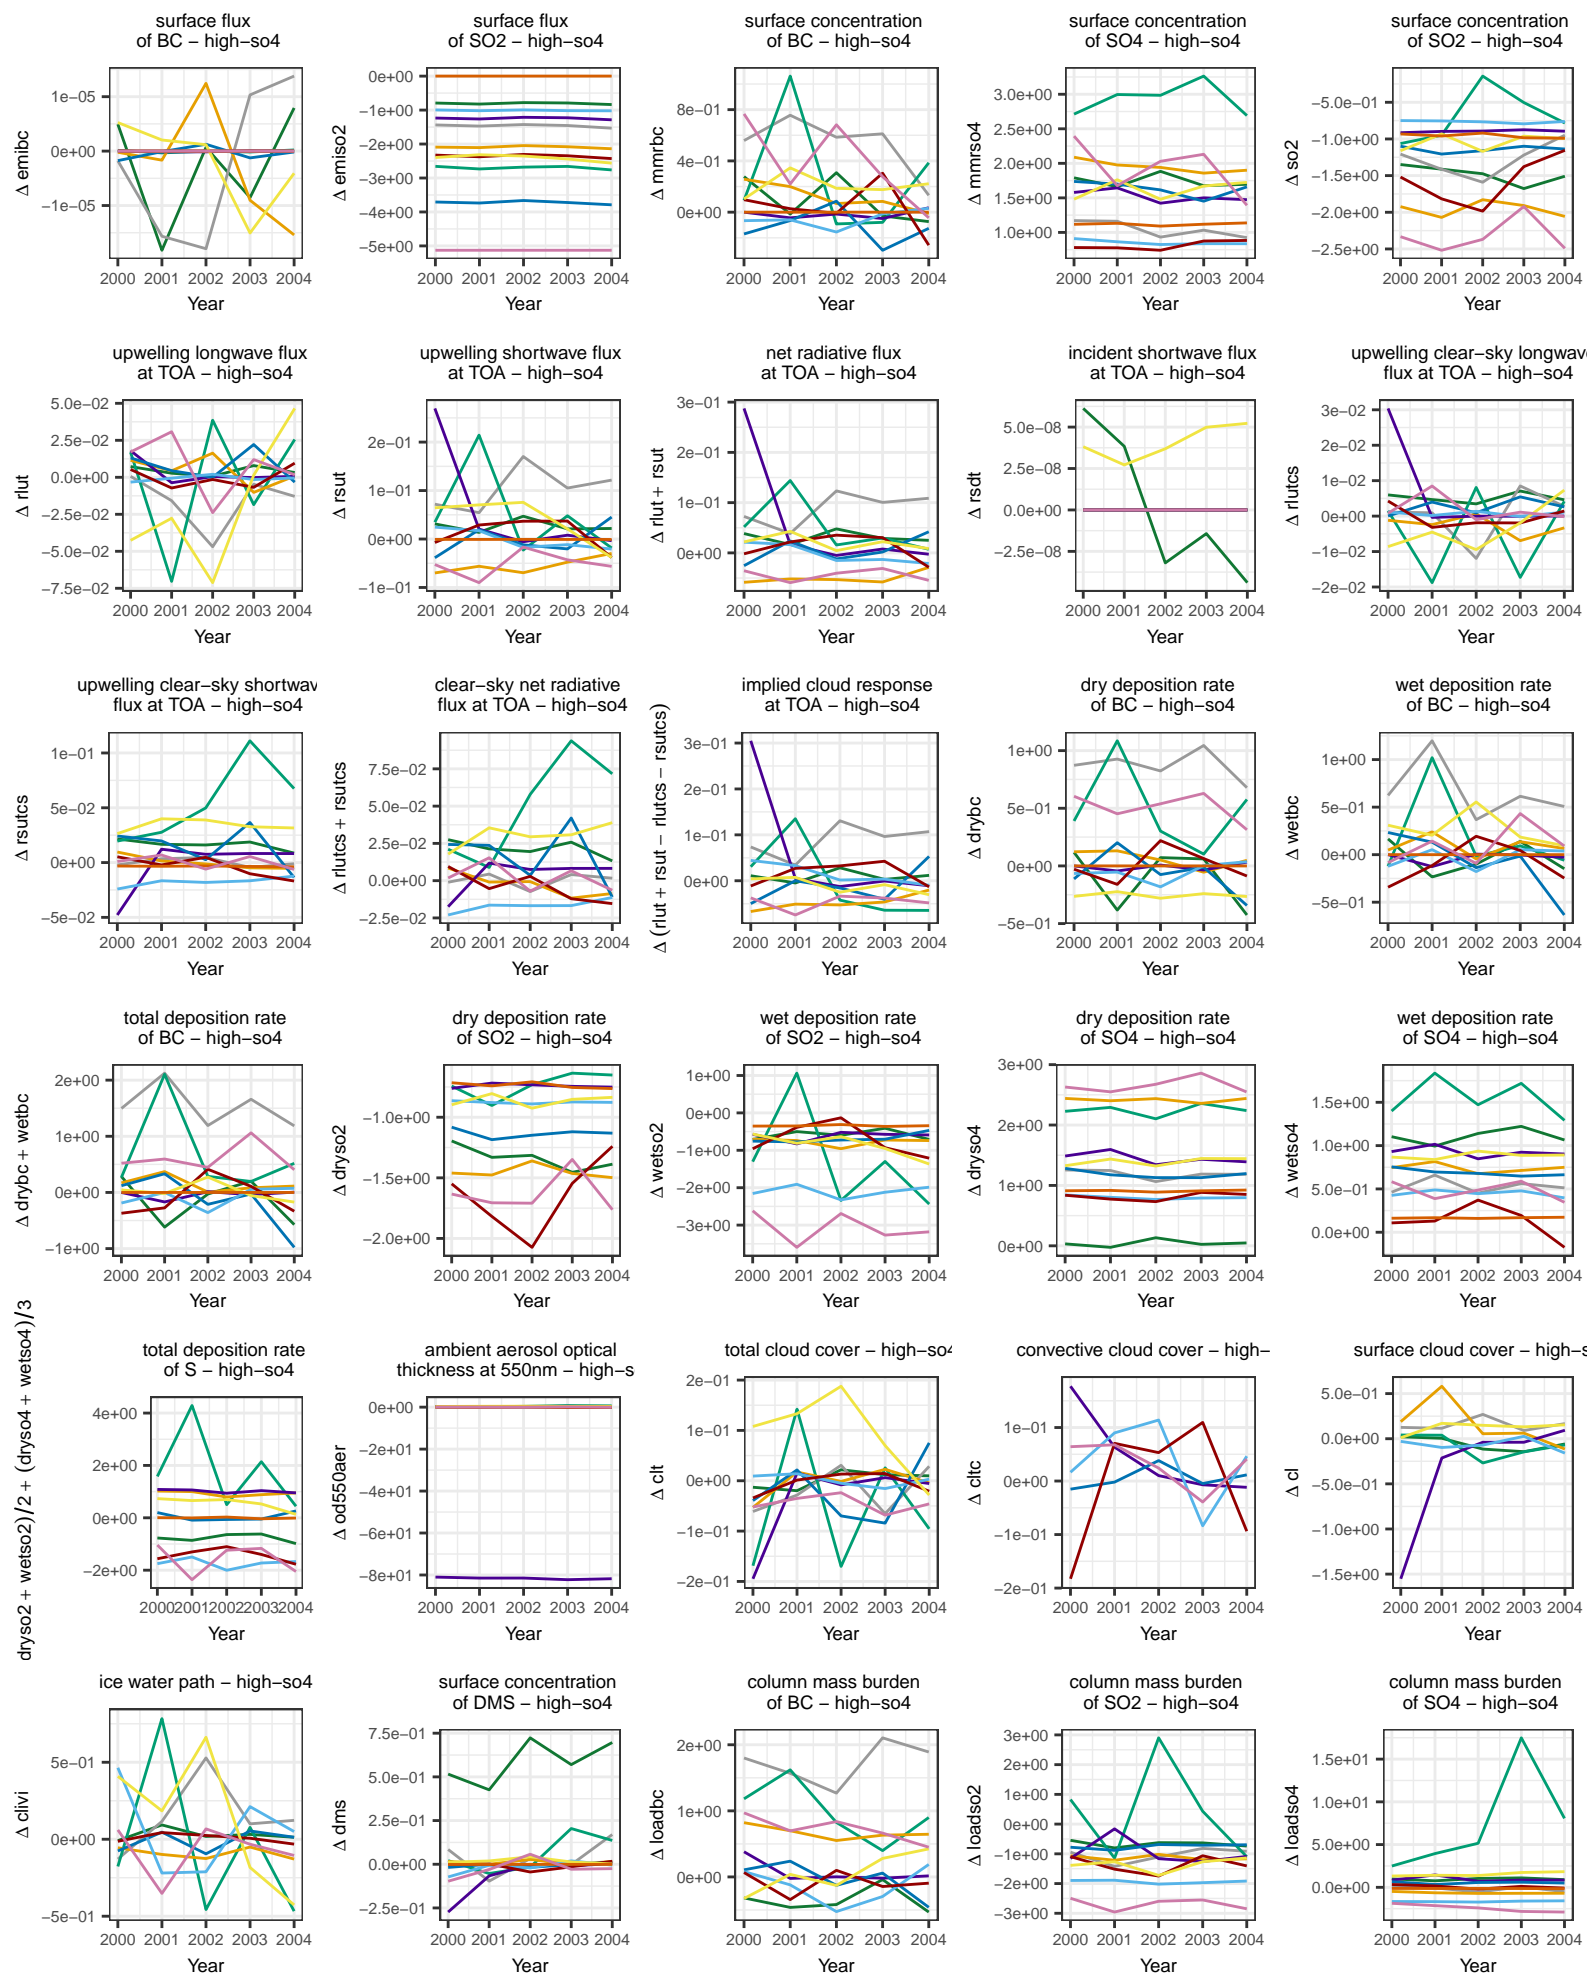 surface flux
of BC − high−so4
surface flux
of SO2 − high−so4
surface concentration
of BC − high−so4
surface concentration
of SO4 − high−so4
surface concentration
of SO2 − high−so4
Δ emibc
1e−05
0e+00
−1e−05
2000 2001 2002 2003 2004
Year
Δ emiso2
0e+00
−1e+00
−2e+00
−3e+00
−4e+00
−5e+00
2000 2001 2002 2003 2004
Year
Δ mmrbc
8e−01
4e−01
0e+00
2000 2001 2002 2003 2004
Year
Δ mmrso4
3.0e+00
2.5e+00
2.0e+00
1.5e+00
1.0e+00
2000 2001 2002 2003 2004
Year
Δ so2
−5.0e−01
−1.0e+00
−1.5e+00
−2.0e+00
−2.5e+00
2000 2001 2002 2003 2004
Year
upwelling longwave flux
at TOA − high−so4
upwelling shortwave flux
at TOA − high−so4
net radiative flux
at TOA − high−so4
incident shortwave flux
at TOA − high−so4
upwelling clear−sky longwave
flux at TOA − high−so4
Δ rlut
5.0e−02
2.5e−02
0.0e+00
−2.5e−02
−5.0e−02
−7.5e−02
2000 2001 2002 2003 2004
Year
Δ rsut
2e−01
1e−01
0e+00
−1e−01
2000 2001 2002 2003 2004
Year
Δ rlut + rsut
3e−01
2e−01
1e−01
0e+00
2000 2001 2002 2003 2004
Year
Δ rsdt
5.0e−08
2.5e−08
0.0e+00
−2.5e−08
2000 2001 2002 2003 2004
Year
Δ rlutcs
3e−02
2e−02
1e−02
0e+00
−1e−02
−2e−02
2000 2001 2002 2003 2004
Year
upwelling clear−sky shortwav
flux at TOA − high−so4
clear−sky net radiative
flux at TOA − high−so4
implied cloud response
at TOA − high−so4
dry deposition rate
of BC − high−so4
wet deposition rate
of BC − high−so4
Δ rsutcs
1e−01
5e−02
0e+00
−5e−02
2000 2001 2002 2003 2004
Year
Δ rlutcs + rsutcs
7.5e−02
5.0e−02
2.5e−02
0.0e+00
−2.5e−02
2000 2001 2002 2003 2004
Year
Δ (rlut + rsut − rlutcs − rsutcs)
3e−01
2e−01
1e−01
0e+00
2000 2001 2002 2003 2004
Year
Δ drybc
1e+00
5e−01
0e+00
−5e−01
2000 2001 2002 2003 2004
Year
Δ wetbc
1e+00
5e−01
0e+00
−5e−01
2000 2001 2002 2003 2004
Year
total deposition rate
of BC − high−so4
dry deposition rate
of SO2 − high−so4
wet deposition rate
of SO2 − high−so4
dry deposition rate
of SO4 − high−so4
wet deposition rate
of SO4 − high−so4
Δ drybc + wetbc
2e+00
1e+00
0e+00
−1e+00
2000 2001 2002 2003 2004
Year
Δ dryso2
−1.0e+00
−1.5e+00
−2.0e+00
2000 2001 2002 2003 2004
Year
Δ wetso2
1e+00
0e+00
−1e+00
−2e+00
−3e+00
2000 2001 2002 2003 2004
Year
Δ dryso4
3e+00
2e+00
1e+00
0e+00
2000 2001 2002 2003 2004
Year
Δ wetso4
1.5e+00
1.0e+00
5.0e−01
0.0e+00
2000 2001 2002 2003 2004
Year
total deposition rate
of S − high−so4
ambient aerosol optical
thickness at 550nm − high−s
total cloud cover − high−so4
convective cloud cover − high−
surface cloud cover − high−s
dryso2 + wetso2)/2 + (dryso4 + wetso4)/3
4e+00
2e+00
0e+00
−2e+00
2000 2001 2002 2003 2004
Year
Δ od550aer
0e+00
−2e+01
−4e+01
−6e+01
−8e+01
2000 2001 2002 2003 2004
Year
Δ clt
2e−01
1e−01
0e+00
−1e−01
−2e−01
2000 2001 2002 2003 2004
Year
Δ cltc
1e−01
0e+00
−1e−01
−2e−01
2000 2001 2002 2003 2004
Year
Δ cl
5.0e−01
0.0e+00
−5.0e−01
−1.0e+00
−1.5e+00
2000 2001 2002 2003 2004
Year
ice water path − high−so4
surface concentration
of DMS − high−so4
column mass burden
of BC − high−so4
column mass burden
of SO2 − high−so4
column mass burden
of SO4 − high−so4
Δ clivi
5e−01
0e+00
−5e−01
2000 2001 2002 2003 2004
Year
Δ dms
7.5e−01
5.0e−01
2.5e−01
0.0e+00
−2.5e−01
2000 2001 2002 2003 2004
Year
Δ loadbc
2e+00
1e+00
0e+00
2000 2001 2002 2003 2004
Year
Δ loadso2
3e+00
2e+00
1e+00
0e+00
−1e+00
−2e+00
−3e+00
2000 2001 2002 2003 2004
Year
Δ loadso4
1.5e+01
1.0e+01
5.0e+00
0.0e+00
2000 2001 2002 2003 2004
Year